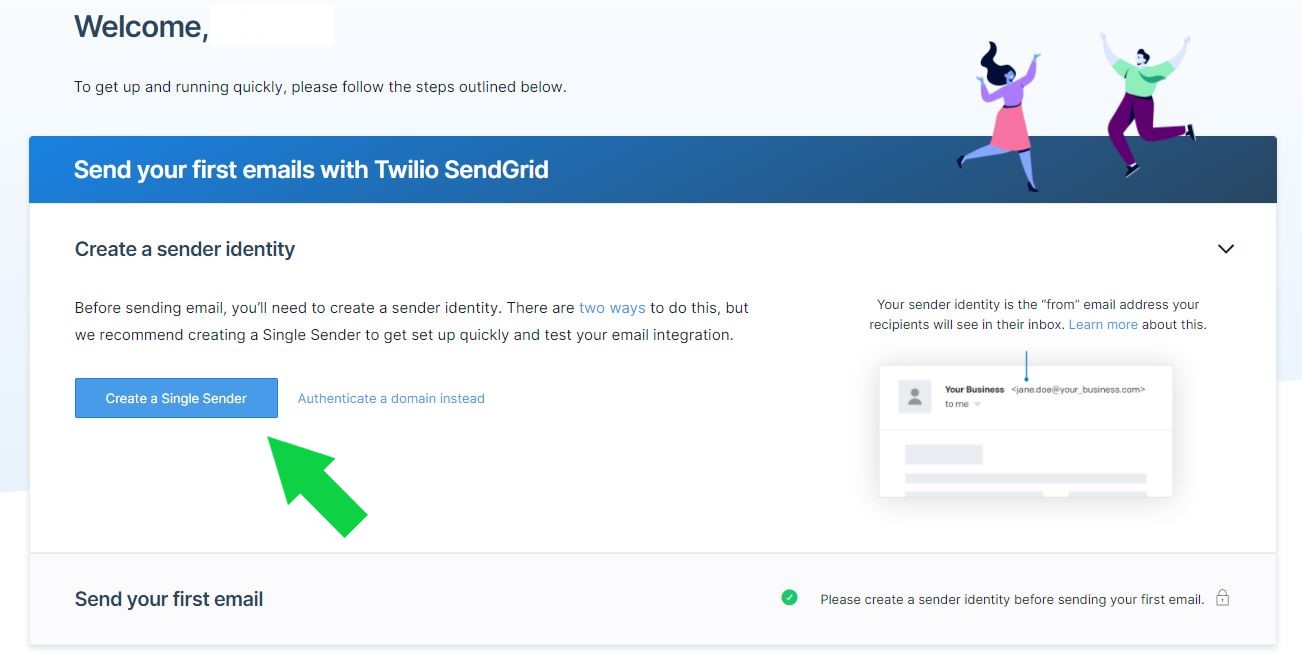 Welcome,
To get up and running quickly, please follow the steps outlined below.
Send your first emails with Twilio SendGrid
Create a sender identity
Before sending email, you’ll need to create a sender identity. There are two ways to do this, but
we recommend creating a Single Sender to get set up quickly and test your email integration.
Create a Single Sender
Authenticate a domain instead
Your sender identity is the “from” email address your
recipients will see in their inbox. Learn more about this.
Your Business <jane.doe@your_business.com>
to me
Send your first email
Please create a sender identity before sending your first email.